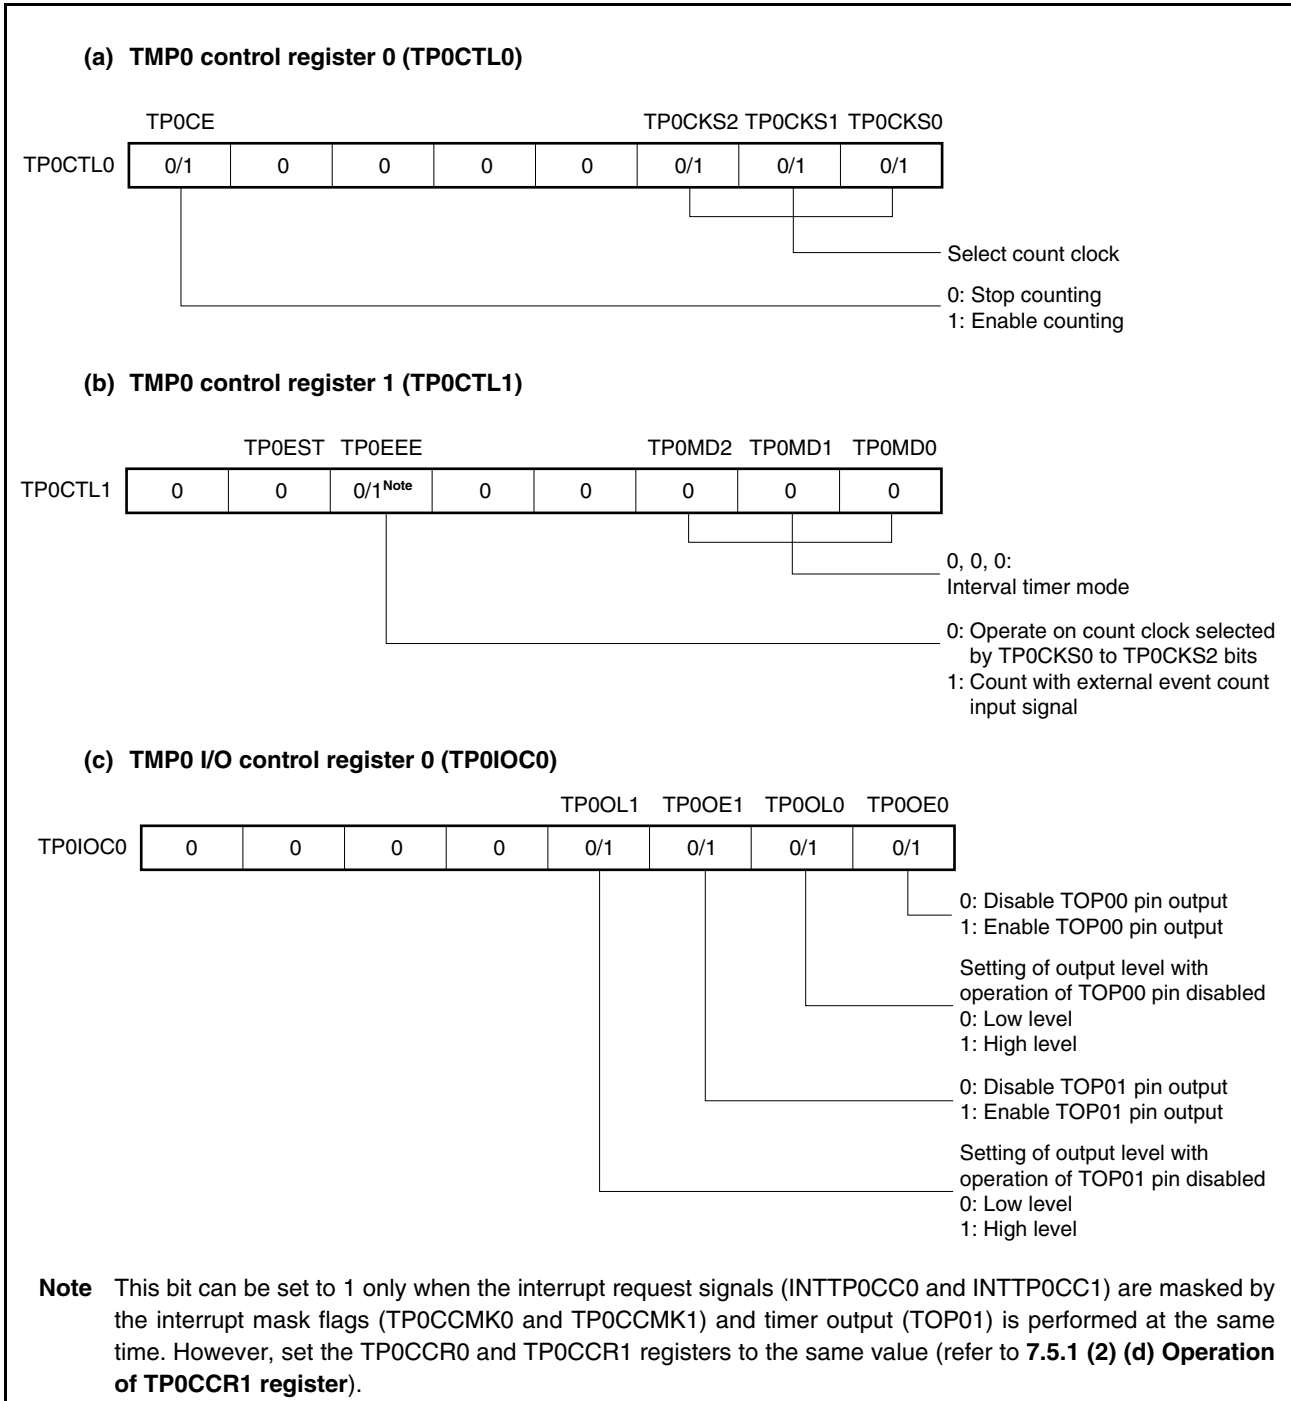 (a) TMP0 control register 0 (TP0CTL0)
TP0CE TP0CKS2 TP0CKS1 TP0CKS0
TP0CTL0 0/1 0 0 0 0 0/1 0/1 0/1
Select count clock
0: Stop counting
1: Enable counting
(b) TMP0 control register 1 (TP0CTL1)
TP0EST TP0EEE TP0MD2 TP0MD1 TP0MD0
TP0CTL1 0 0 0/1Note 0 0 0 0 0
0, 0, 0:
Interval timer mode
0: Operate on count clock selected
by TP0CKS0 to TP0CKS2 bits
1: Count with external event count
input signal
(c) TMP0 I/O control register 0 (TP0IOC0)
TP0OL1 TP0OE1 TP0OL0 TP0OE0
TP0IOC0 0 0 0 0 0/1 0/1 0/1 0/1
0: Disable TOP00 pin output
1: Enable TOP00 pin output
Setting of output level with
operation of TOP00 pin disabled
0: Low level
1: High level
0: Disable TOP01 pin output
1: Enable TOP01 pin output
Setting of output level with
operation of TOP01 pin disabled
0: Low level
1: High level
Note This bit can be set to 1 only when the interrupt request signals (INTTP0CC0 and INTTP0CC1) are masked by
the interrupt mask flags (TP0CCMK0 and TP0CCMK1) and timer output (TOP01) is performed at the same
time. However, set the TP0CCR0 and TP0CCR1 registers to the same value (refer to 7.5.1 (2) (d) Operation
of TP0CCR1 register).